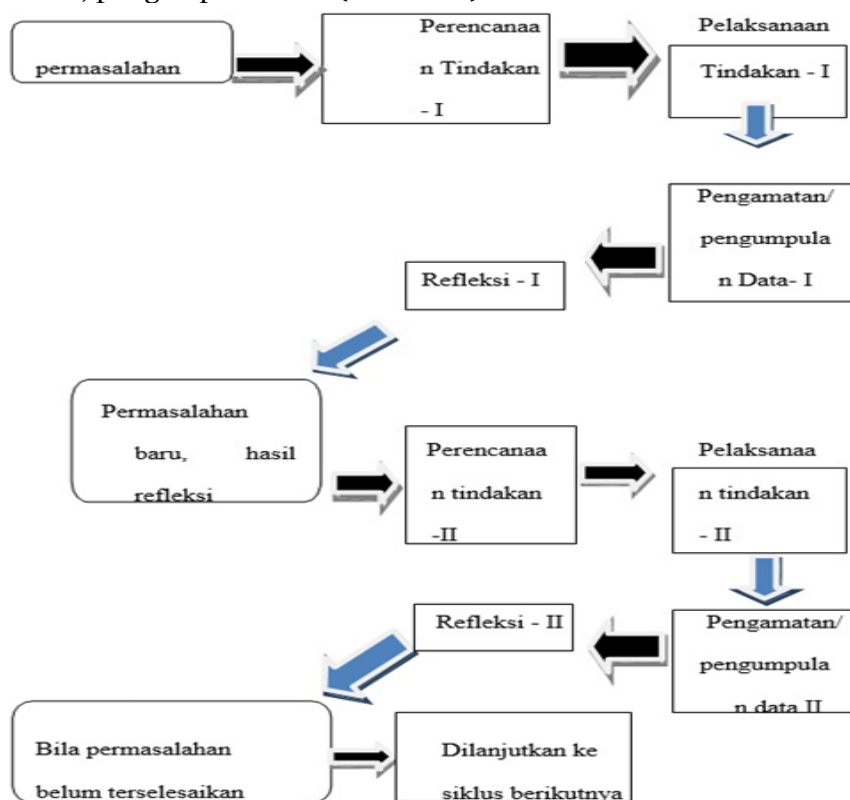 permasalahan
Perencanaa
n Tindakan
- I
Pelaksanaan
Tindakan - I
Pengamatan/
pengumpula
n Data- I
Refleksi - I
Permasalahan
baru, hasil
refleksi
Perencanaa
n tindakan
-II
Pelaksanaa
n tindakan
- II
Pengamatan/
pengumpula
n data II
Refleksi - II
Bila permasalahan
belum terselesaikan
Dilanjutkan ke
siklus berikutnya